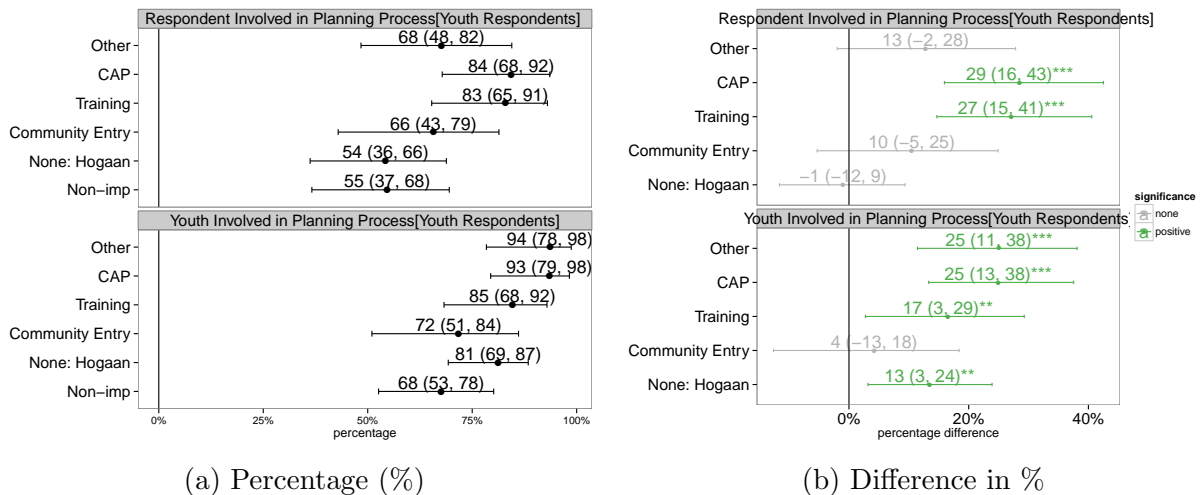 Respondent Involved in Planning Process[Youth Respondents]
Other
68 (48, 82)
CAP
84 (68, 92)
Training
83 (65, 91)
Community Entry
66 (43, 79)
None: Hogaan
54 (36, 66)
Non−imp
55 (37, 68)
Youth Involved in Planning Process[Youth Respondents]
Other
94 (78, 98)
CAP
93 (79, 98)
Training
85 (68, 92)
Community Entry
72 (51, 84)
None: Hogaan
81 (69, 87)
Non−imp
68 (53, 78)
0% 25% 50% 75% 100%
percentage
(a) Percentage (%)
Respondent Involved in Planning Process[Youth Respondents]
Other
13 (−2, 28)
CAP
29 (16, 43)***
Training
27 (15, 41)***
Community Entry
10 (−5, 25)
None: Hogaan
−1 (−12, 9)
Youth Involved in Planning Process[Youth Respondents]
Other
25 (11, 38)***
CAP
25 (13, 38)***
Training
17 (3, 29)**
Community Entry
4 (−13, 18)
None: Hogaan
13 (3, 24)**
0% 20% 40%
percentage difference
significance
a none
a positive
(b) Difference in %